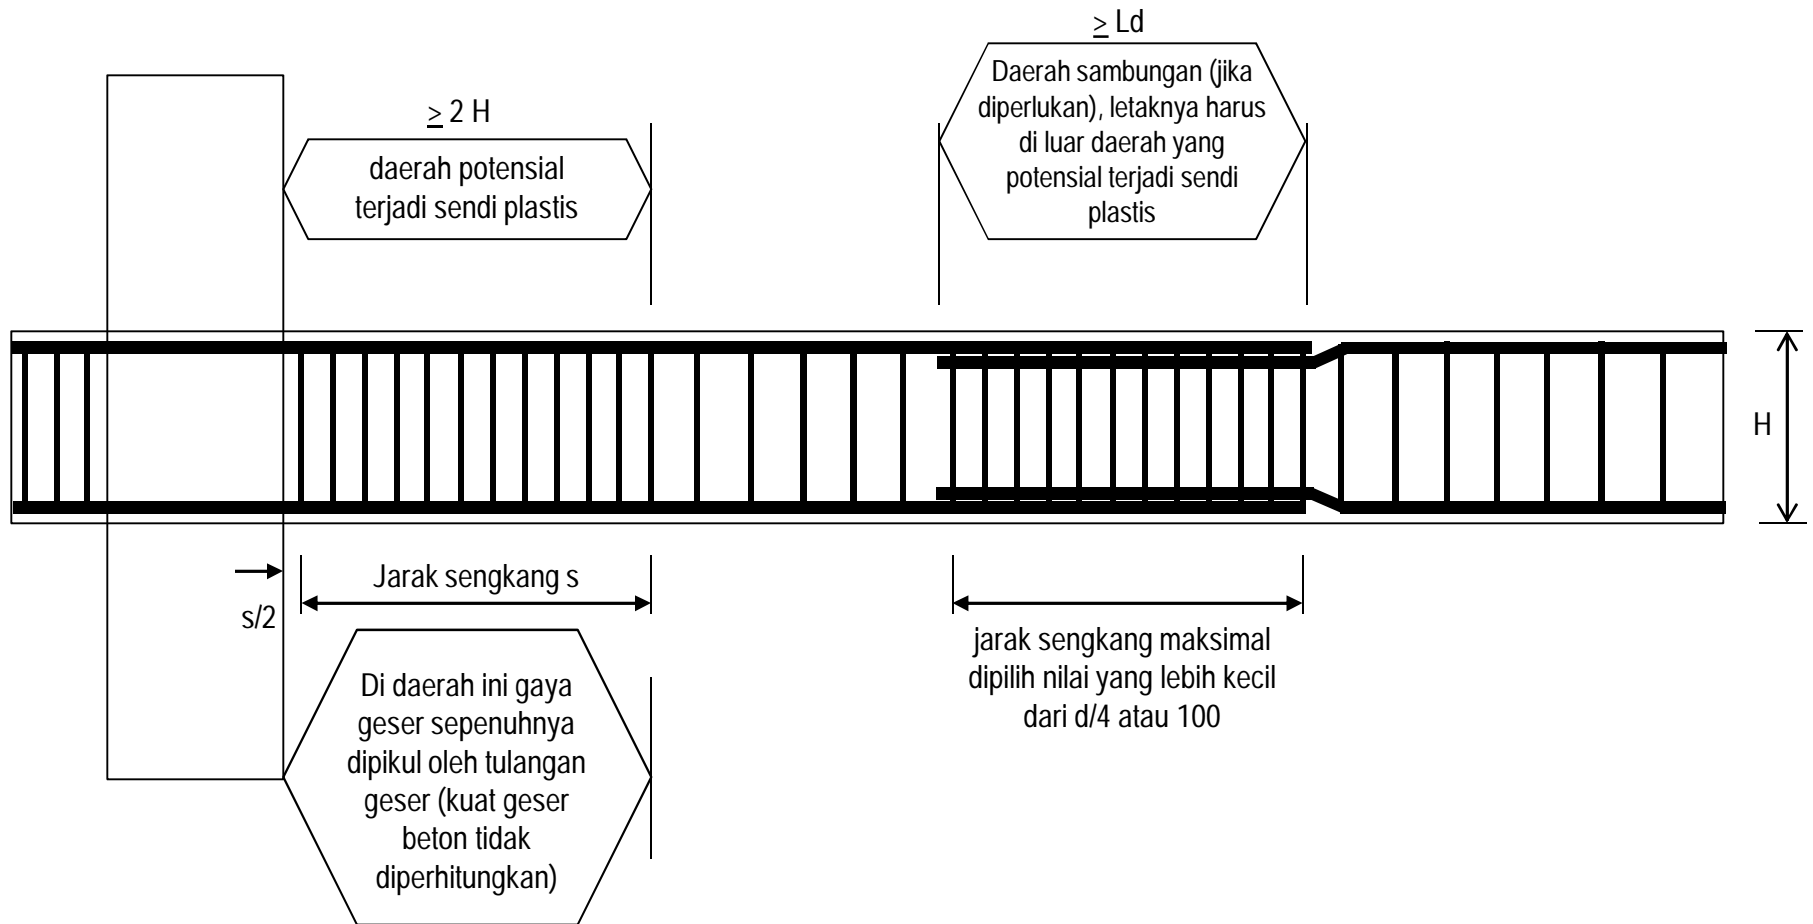 ≥ Ld
Daerah sambungan (jika
diperlukan), letaknya harus
di luar daerah yang
potensial terjadi sendi
plastis
≥ 2 H
daerah potensial
terjadi sendi plastis
H
Jarak sengkang s
s/2
Di daerah ini gaya
geser sepenuhnya
dipikul oleh tulangan
geser (kuat geser
beton tidak
diperhitungkan)
jarak sengkang maksimal
dipilih nilai yang lebih kecil
dari d/4 atau 100